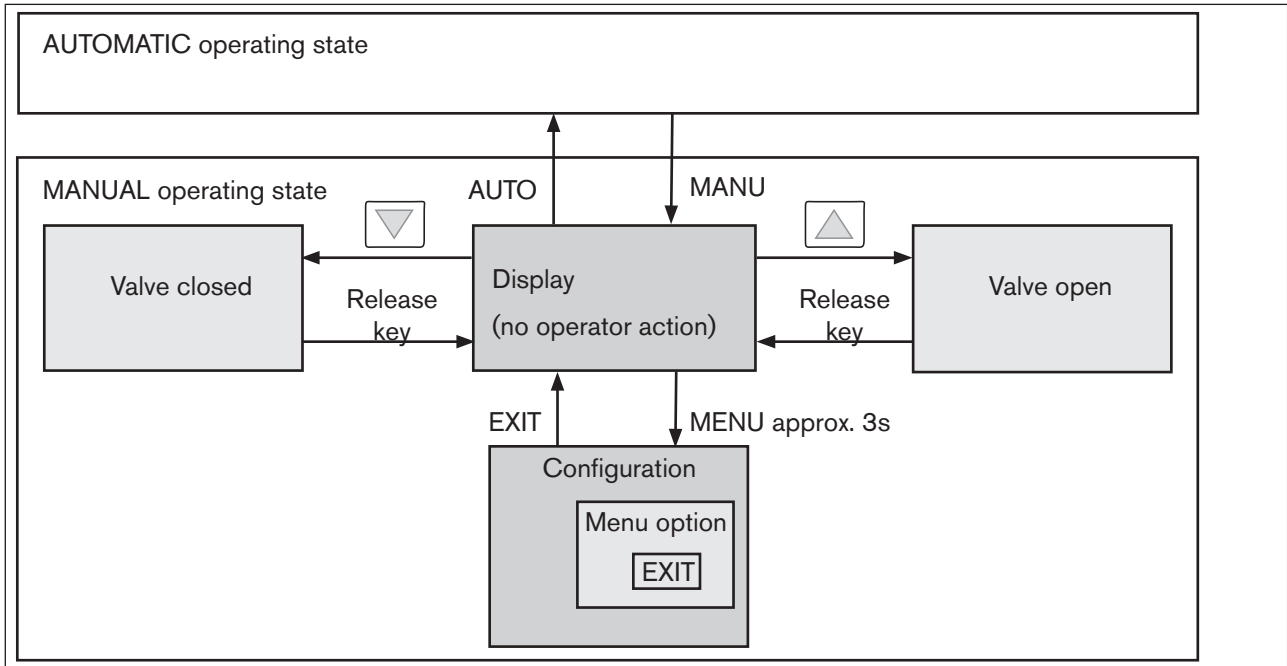 AUTOMATIC operating state
MANUAL operating state
AUTO
MANU
Valve closed
Release
key
Display
(no operator action)
Release
key
Valve open
EXIT
MENU approx. 3s
Configuration
Menu option
EXIT